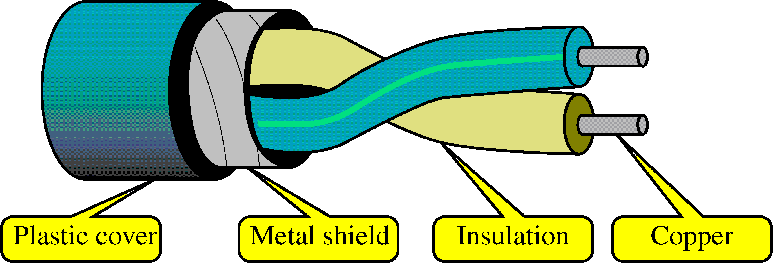 Plastic cover
Metal shield
Insulation
Copper